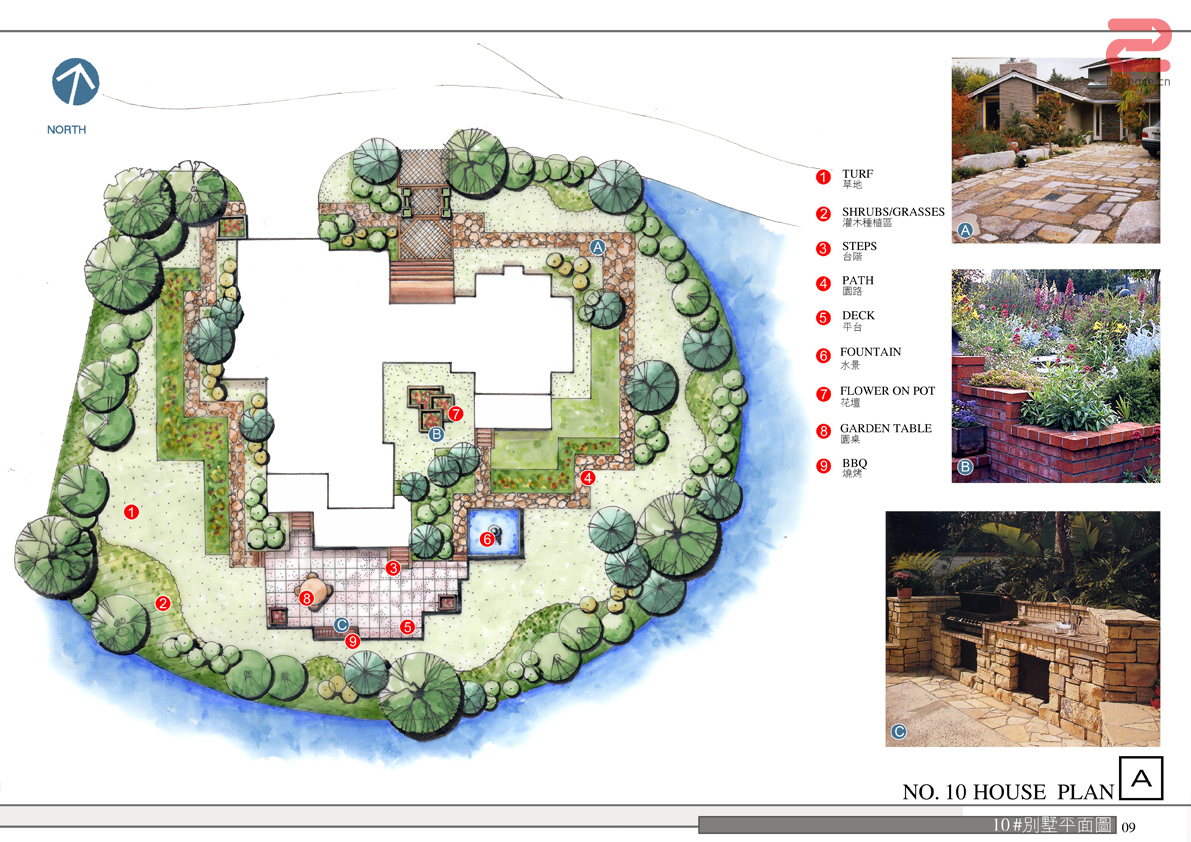 NORTH
1 TURF
草地
2 SHRUBS/GRASSES
灌木種植區
3 STEPS
台階
4 PATH
園路
5 DECK
平台
6 FOUNTAIN
水景
7 FLOWER ON POT
花壇
8 GARDEN TABLE
圓桌
9 BBQ
燒烤
A
7
B
4
1
6
3
8
2
C
5
9
A
B
C
NO. 10 HOUSE PLAN A
10#別墅平面圖 09